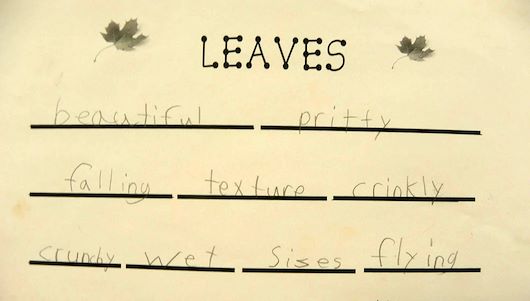 LEAVES
beautiful pritty
falling texture crinkly
crunchy wet sises flying